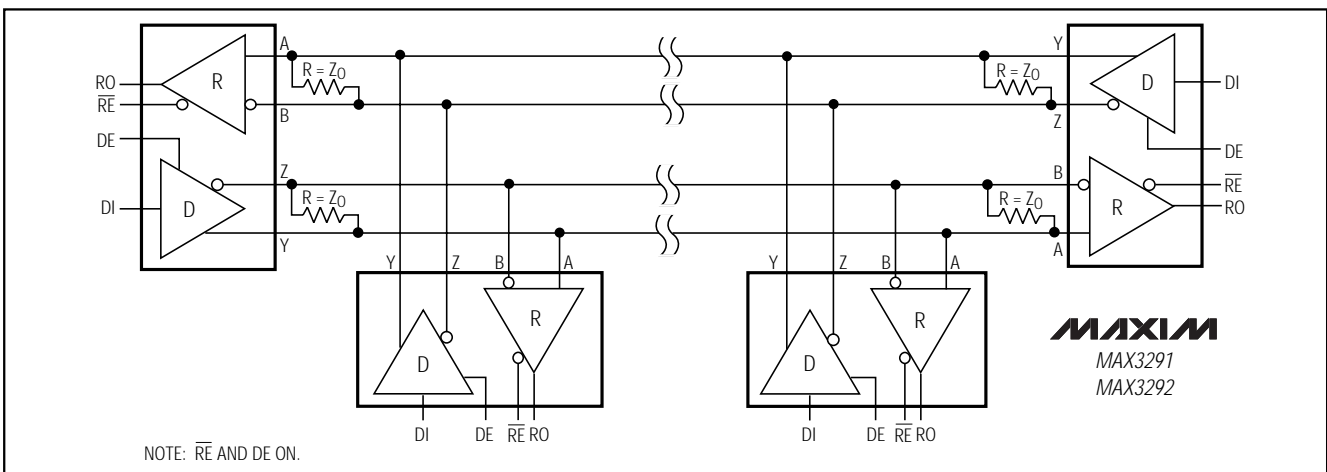 A
R = Z0
RO
R
RE
B
DE
Z
R = Z0
DI
D
Y
Y
R = Z0
D
DI
Z
DE
B
RE
R = Z0
R
RO
A
Y
Z
B
A
D
R
DI
DE
RE
RO
Y
Z
B
A
D
R
DI
DE
RE
RO
MAXIM
MAX3291
MAX3292
NOTE: RE AND DE ON.